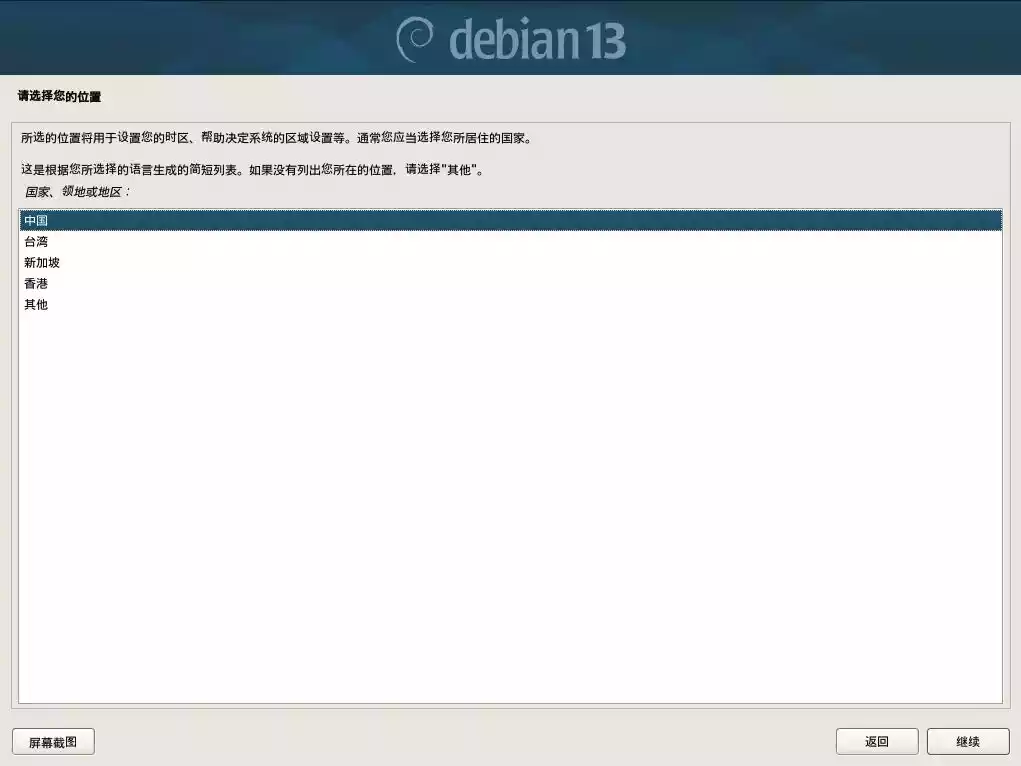 debian 13
请选择您的位置
所选的位置将用于设置您的时区、帮助决定系统的区域设置等。通常您应当选择您所居住的国家。
这是根据您所选择的语言生成的简短列表。如果没有列出您所在的位置，请选择"其他"。
国家、领地或地区：
中国
台湾
新加坡
香港
其他
屏幕截图
返回
继续